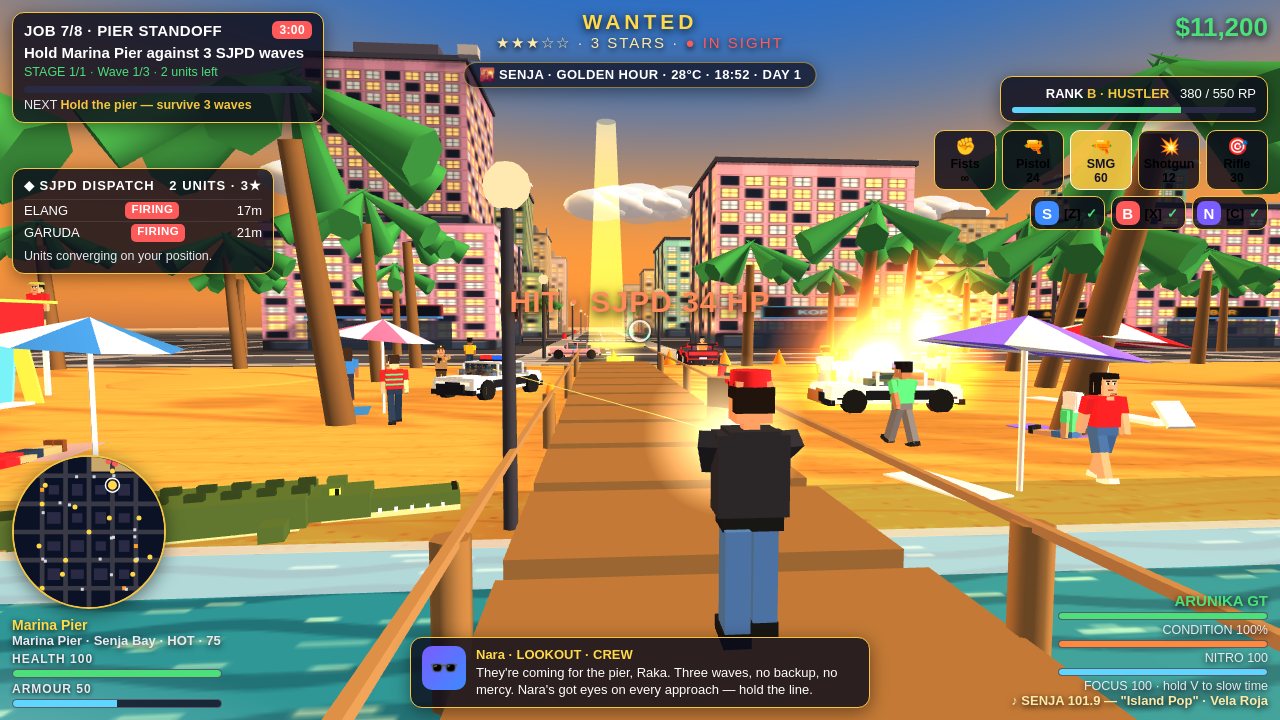 JOB 7/8 · PIER STANDOFF 3:00
Hold Marina Pier against 3 SJPD waves
STAGE 1/1 · Wave 1/3 · 2 units left
NEXT Hold the pier — survive 3 waves
WANTED
★★★☆☆ · 3 STARS · ● IN SIGHT
SENJA · GOLDEN HOUR · 28°C · 18:52 · DAY 1
$11,200
RANK B · HUSTLER 380 / 550 RP
Fists
∞
Pistol
24
SMG
60
Shotgun
12
Rifle
30
S [Z] ✓
B [X] ✓
N [C] ✓
◆ SJPD DISPATCH 2 UNITS · 3★
ELANG FIRING 17m
GARUDA FIRING 21m
Units converging on your position.
HIT · SJPD 34 HP
Marina Pier
Marina Pier · Senja Bay · HOT · 75
HEALTH 100
ARMOUR 50
Nara · LOOKOUT · CREW
They're coming for the pier, Raka. Three waves, no backup, no
mercy. Nara's got eyes on every approach — hold the line.
ARUNIKA GT
CONDITION 100%
NITRO 100
FOCUS 100 · hold V to slow time
♪ SENJA 101.9 — "Island Pop" · Vela Roja